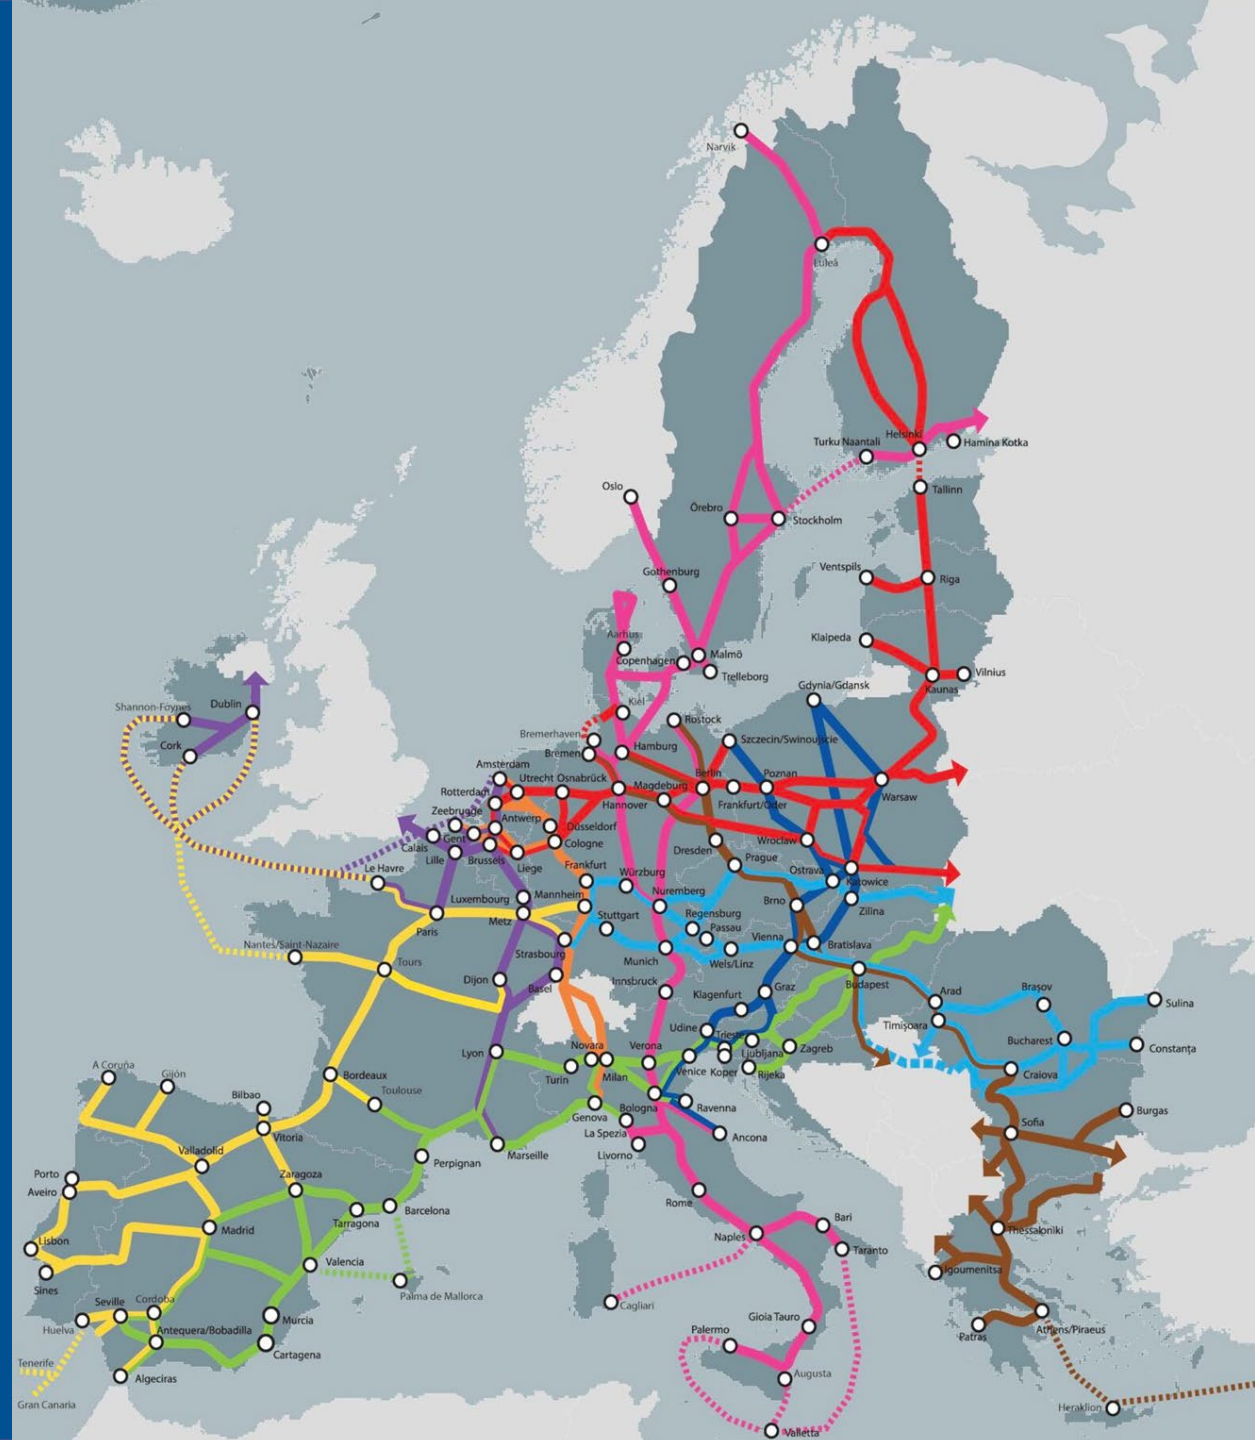 Narvik
Luleå
Helsinki
Turku Naantali
Hamina Kotka
Oslo
Tallinn
Örebro
Stockholm
Gothenburg
Ventspils
Riga
Aarhus
Klaipeda
Copenhagen
Malmö
Trelleborg
Vilnius
Kaunas
Gdynia/Gdansk
Shannon-Foynes
Dublin
Kiel
Rostock
Cork
Bremerhaven
Bremen
Hamburg
Szczecin/Swinoujscie
Amsterdam
Utrecht
Osnabrück
Magdeburg
Berlin
Poznan
Rotterdam
Hannover
Frankfurt/Oder
Warsaw
Zeebrugge
Antwerp
Düsseldorf
Gent
Calais
Cologne
Wroclaw
Lille
Brussels
Liege
Dresden
Prague
Le Havre
Frankfurt
Würzburg
Ostrava
Katowice
Luxembourg
Mannheim
Nuremberg
Brno
Zilina
Paris
Metz
Stuttgart
Regensburg
Passau
Nantes/Saint-Nazaire
Strasbourg
Vienna
Bratislava
Tours
Munich
Wels/Linz
Dijon
Basel
Innsbruck
Klagenfurt
Graz
Budapest
Arad
Braşov
Sulina
Udine
Trieste
Timişoara
Lyon
Novara
Verona
Ljubljana
Zagreb
Bucharest
Constanţa
A Coruña
Gijón
Turin
Milan
Venice
Koper
Rijeka
Craiova
Bordeaux
Toulouse
Bilbao
Genova
Bologna
Ravenna
Burgas
Vitoria
La Spezia
Ancona
Sofia
Valladolid
Marseille
Livorno
Perpignan
Porto
Zaragoza
Aveiro
Rome
Barcelona
Tarragona
Madrid
Bari
Naples
Thessaloniki
Lisbon
Taranto
Valencia
Igoumenitsa
Sines
Palma de Mallorca
Cagliari
Seville
Cordoba
Murcia
Gioia Tauro
Huelva
Antequera/Bobadilla
Palermo
Patras
Athens/Piraeus
Cartagena
Tenerife
Algeciras
Augusta
Gran Canaria
Heraklion
Valletta